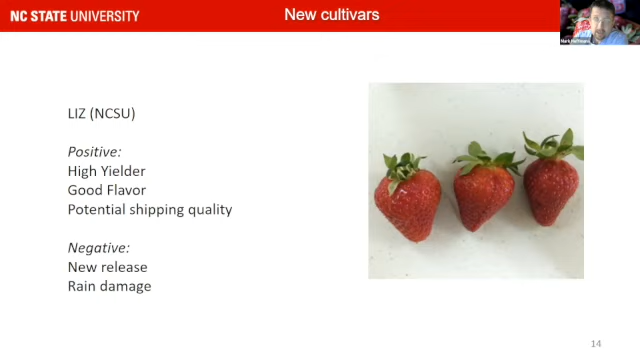 NC STATE UNIVERSITY
New cultivars
LIZ (NCSU)
Positive:
High Yielder
Good Flavor
Potential shipping quality
Negative:
New release
Rain damage
14